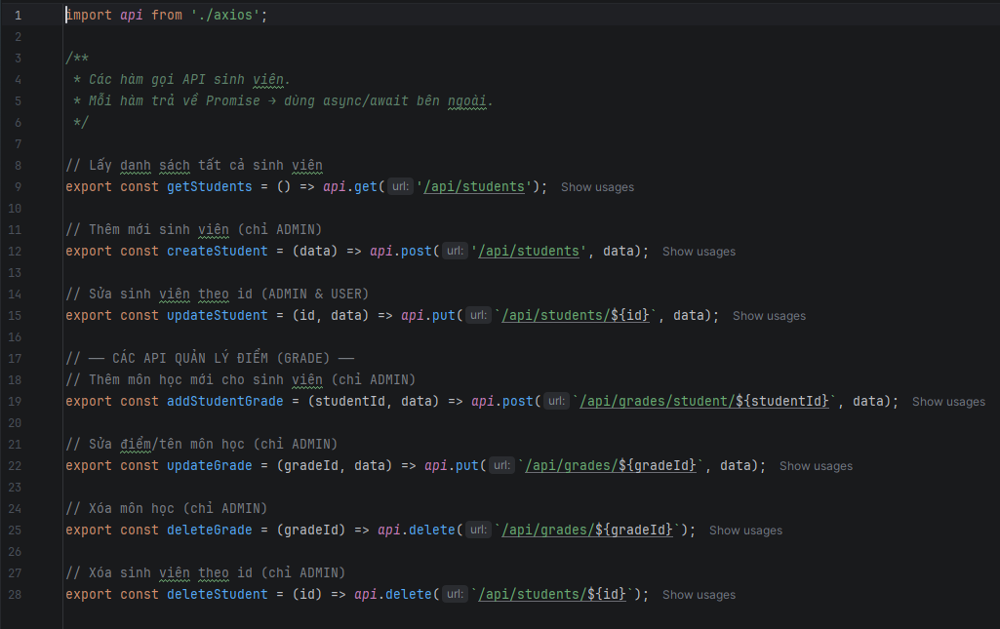 1 import api from './axios';
2
3 /**
4  * Các hàm gọi API sinh viên.
5  * Mỗi hàm trả về Promise → dùng async/await bên ngoài.
6  */
7
8 // Lấy danh sách tất cả sinh viên
9 export const getStudents = () => api.get( url: '/api/students'); Show usages
10
11 // Thêm mới sinh viên (chỉ ADMIN)
12 export const createStudent = (data) => api.post( url: '/api/students', data); Show usages
13
14 // Sửa sinh viên theo id (ADMIN & USER)
15 export const updateStudent = (id, data) => api.put( url: `/api/students/${id}`, data); Show usages
16
17 // —— CÁC API QUẢN LÝ ĐIỂM (GRADE) ——
18 // Thêm môn học mới cho sinh viên (chỉ ADMIN)
19 export const addStudentGrade = (studentId, data) => api.post( url: `/api/grades/student/${studentId}`, data); Show usages
20
21 // Sửa điểm/tên môn học (chỉ ADMIN)
22 export const updateGrade = (gradeId, data) => api.put( url: `/api/grades/${gradeId}`, data); Show usages
23
24 // Xóa môn học (chỉ ADMIN)
25 export const deleteGrade = (gradeId) => api.delete( url: `/api/grades/${gradeId}`); Show usages
26
27 // Xóa sinh viên theo id (chỉ ADMIN)
28 export const deleteStudent = (id) => api.delete( url: `/api/students/${id}`); Show usages